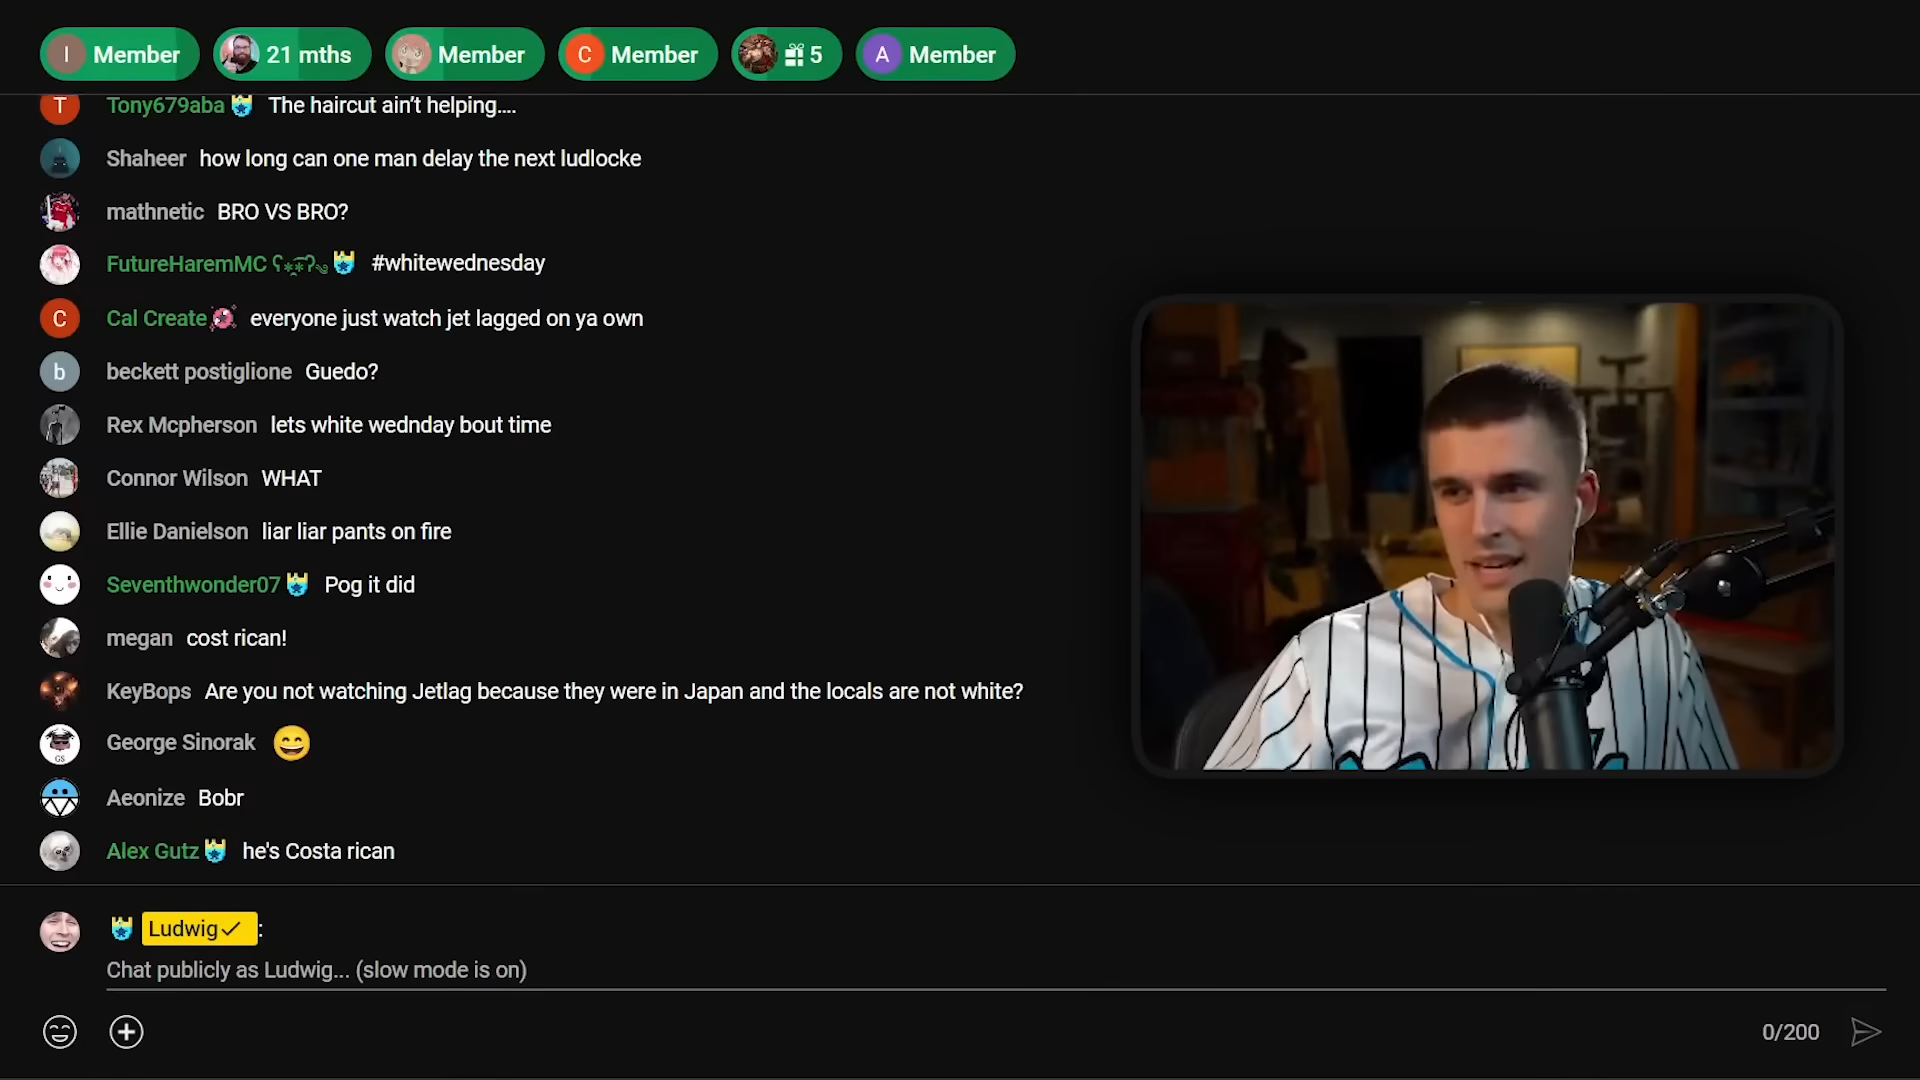 I Member 21 mths Member C Member 5 A Member
T Tony679aba The haircut ain’t helping....
Shaheer how long can one man delay the next ludlocke
mathnetic BRO VS BRO?
FutureHaremMC #whitewednesday
C Cal Create everyone just watch jet lagged on ya own
b beckett postiglione Guedo?
Rex Mcpherson lets white wednday bout time
Connor Wilson WHAT
Ellie Danielson liar liar pants on fire
Seventhwonder07 Pog it did
megan cost rican!
KeyBops Are you not watching Jetlag because they were in Japan and the locals are not white?
GS George Sinorak 😄
Aeonize Bobr
Alex Gutz he's Costa rican
Ludwig✓:
Chat publicly as Ludwig... (slow mode is on)
0/200